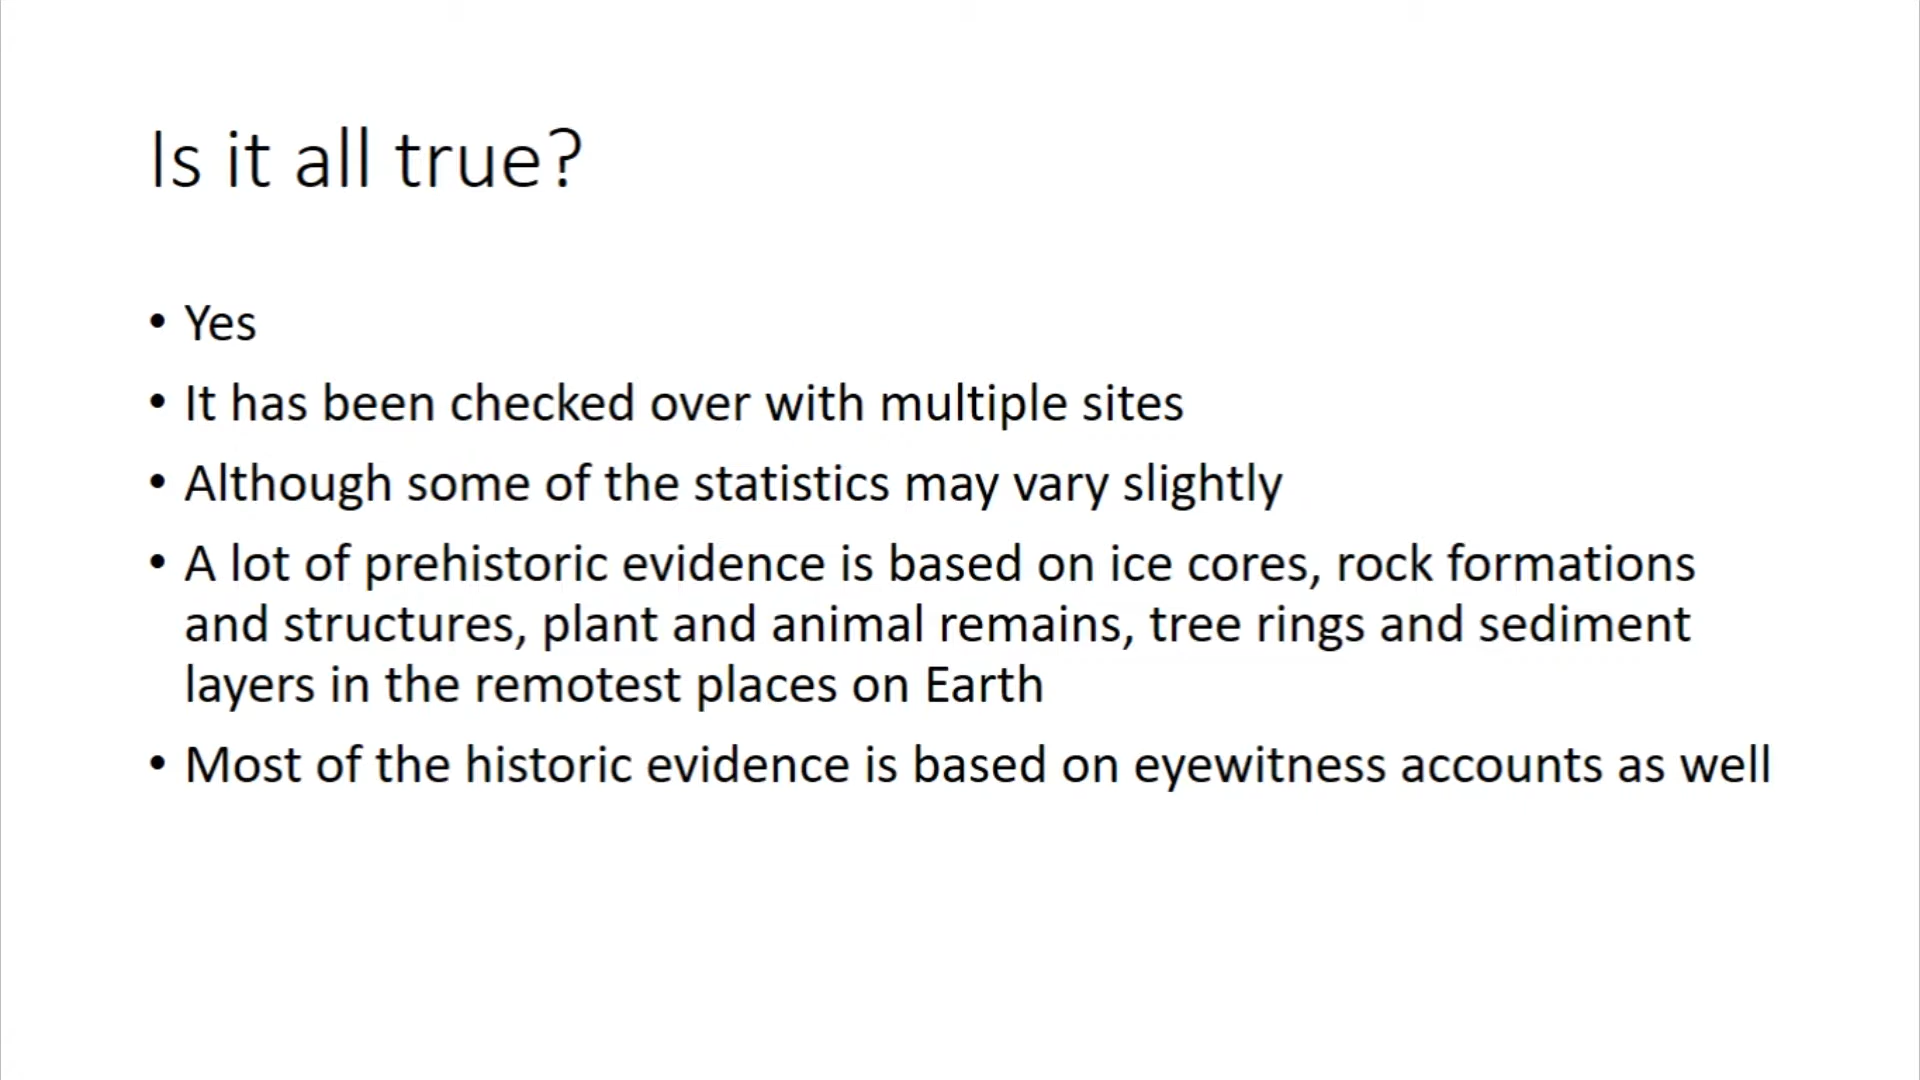 Is it all true?
• Yes
• It has been checked over with multiple sites
• Although some of the statistics may vary slightly
• A lot of prehistoric evidence is based on ice cores, rock formations
and structures, plant and animal remains, tree rings and sediment
layers in the remotest places on Earth
• Most of the historic evidence is based on eyewitness accounts as well